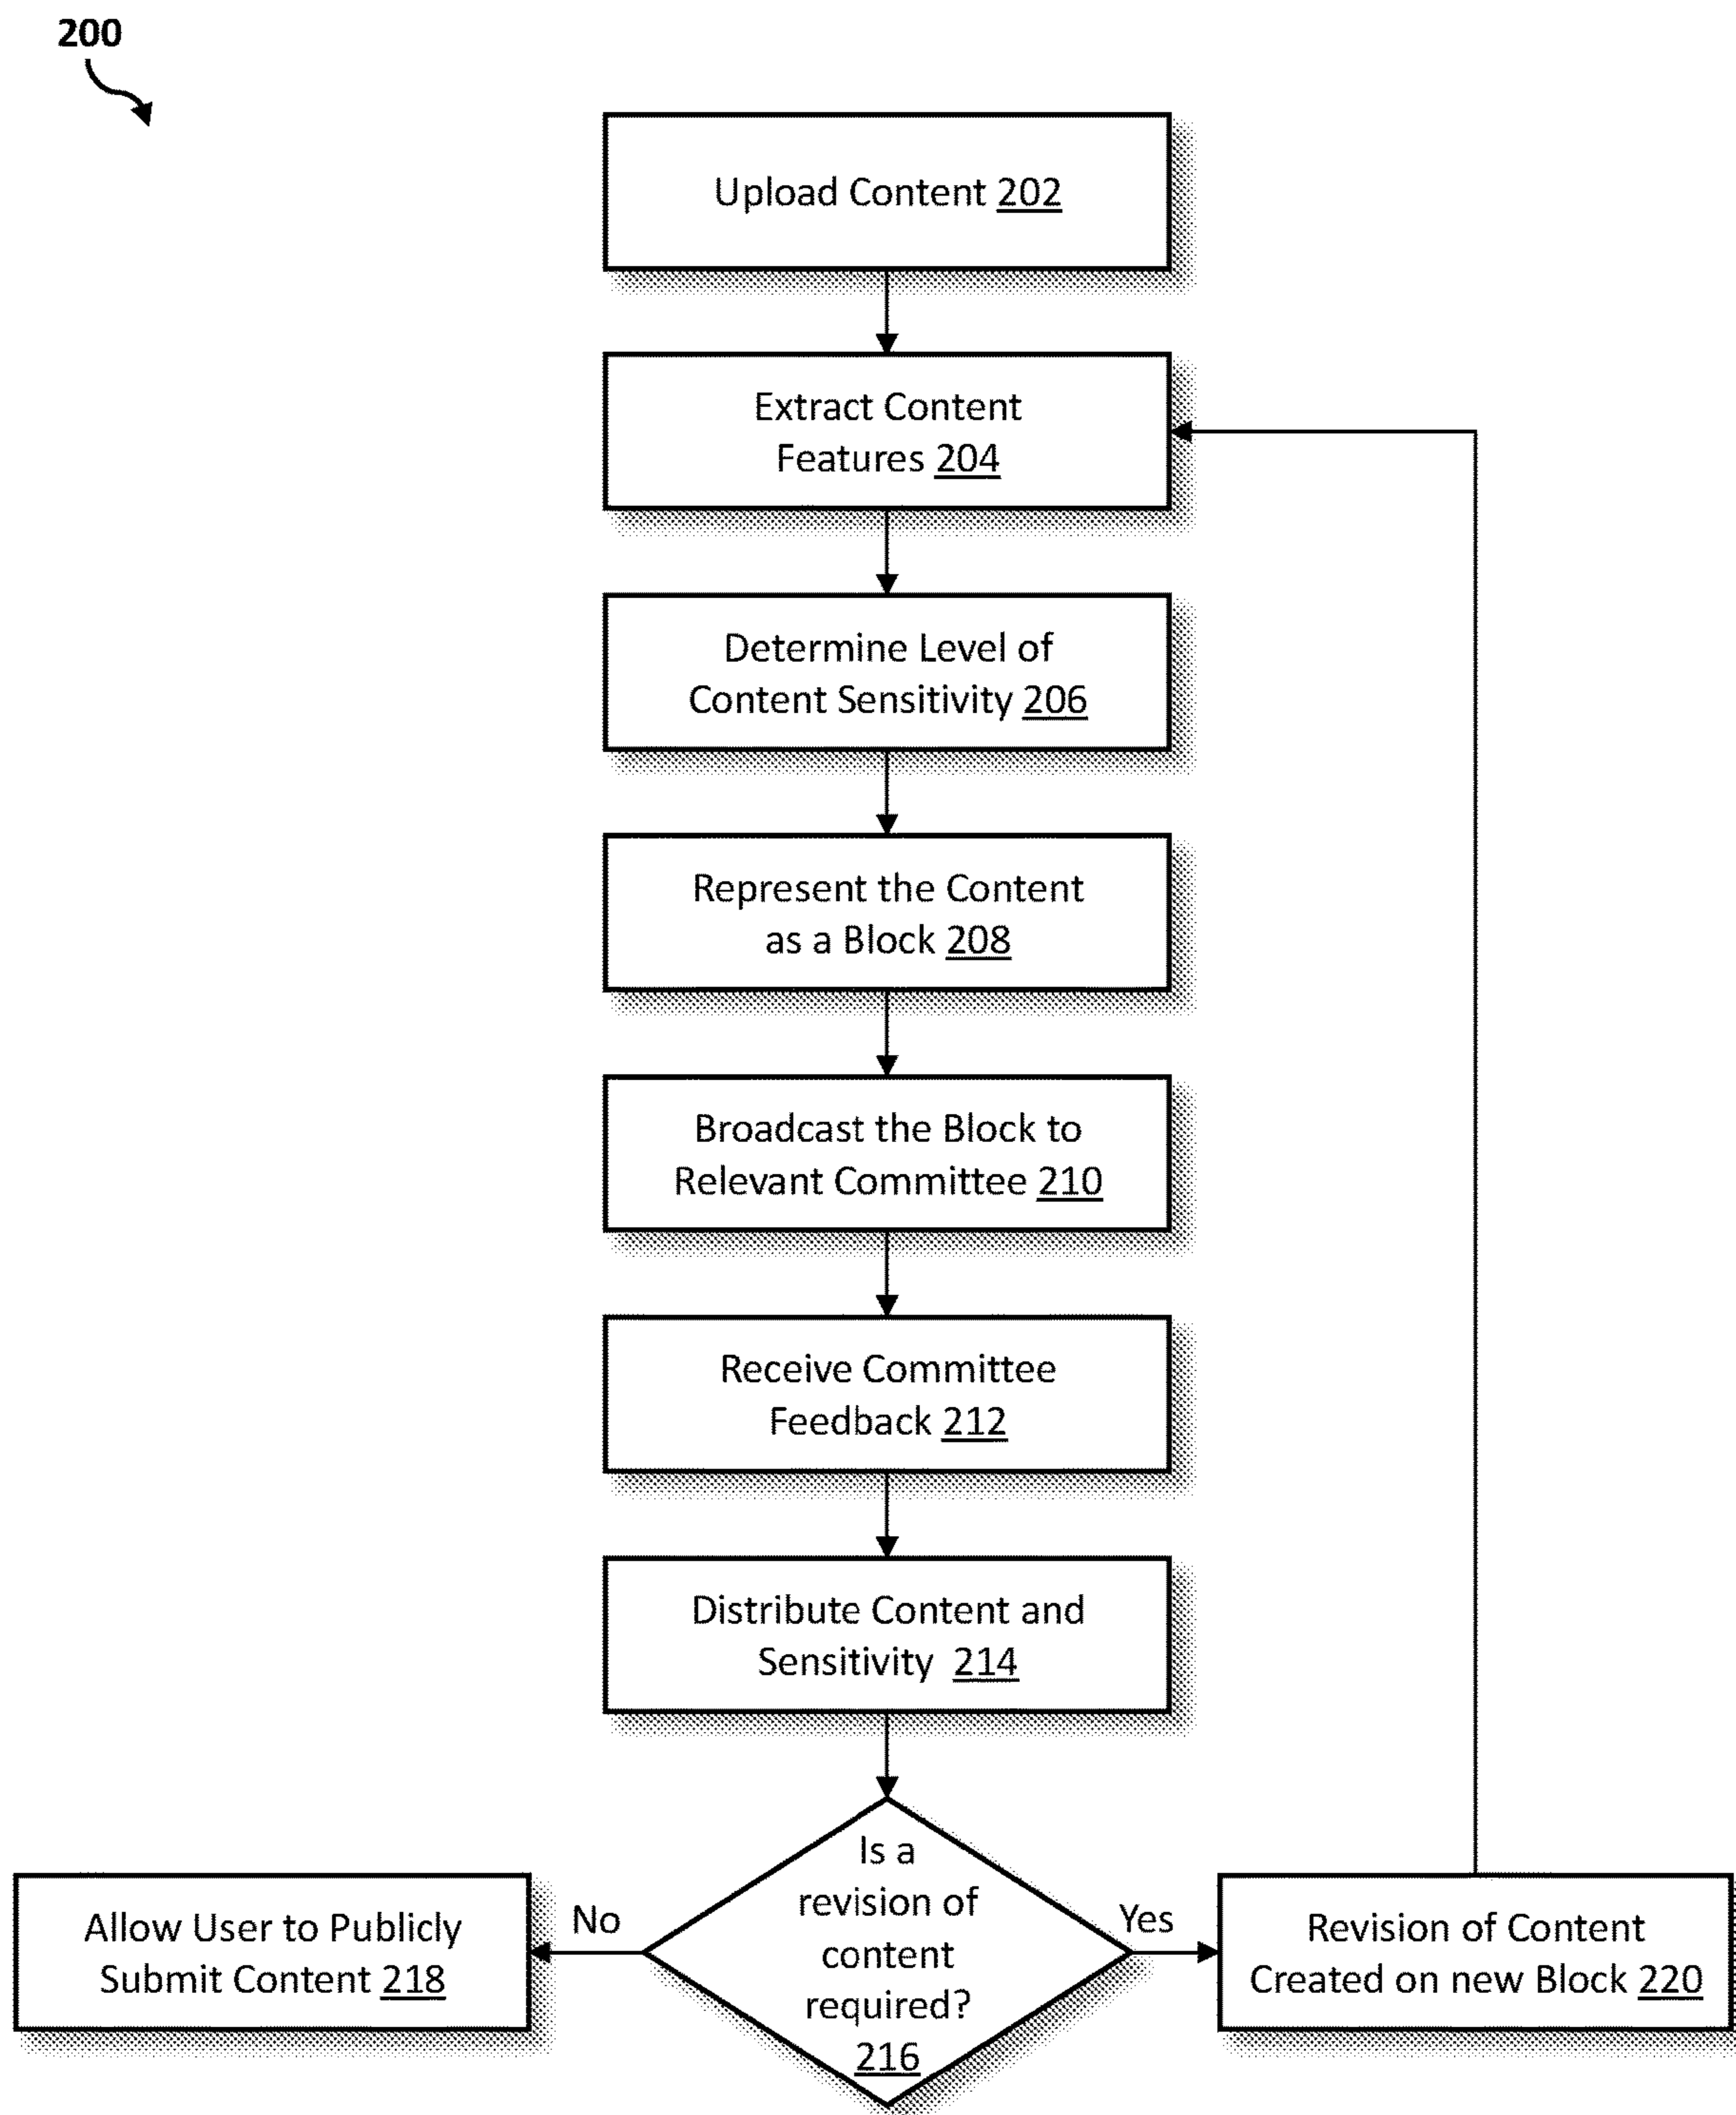 200
Upload Content 202
Extract Content
Features 204
Determine Level of
Content Sensitivity 206
Represent the Content
as a Block 208
Broadcast the Block to
Relevant Committee 210
Receive Committee
Feedback 212
Distribute Content and
Sensitivity 214
Is a
revision of
content
required?
216
No
Yes
Allow User to Publicly
Submit Content 218
Revision of Content
Created on new Block 220